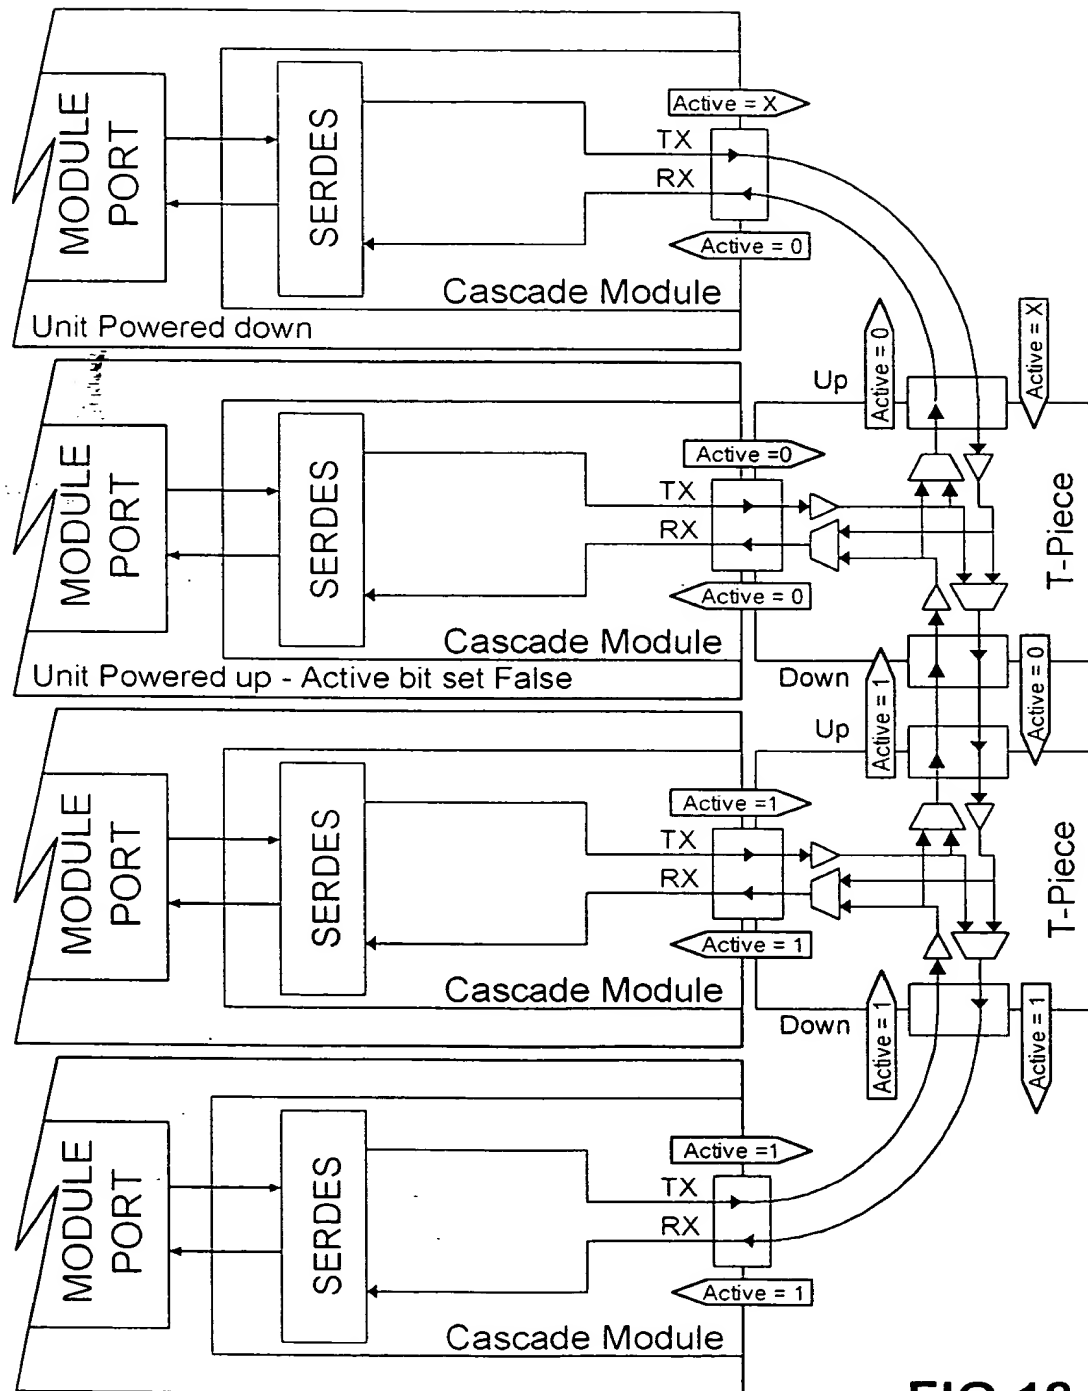 MODULE
PORT
SERDES
Active = X
TX
RX
Active = 0
Cascade Module
Unit Powered down
Up
Active = 0
Active = X
MODULE
PORT
SERDES
Active =0
TX
RX
Active = 0
Cascade Module
Unit Powered up - Active bit set False
T-Piece
Down
Active = 1
Active = 0
Up
MODULE
PORT
SERDES
Active =1
TX
RX
Active = 1
Cascade Module
T-Piece
Down
Active = 1
Active = 1
MODULE
PORT
SERDES
Active =1
TX
RX
Active = 1
Cascade Module